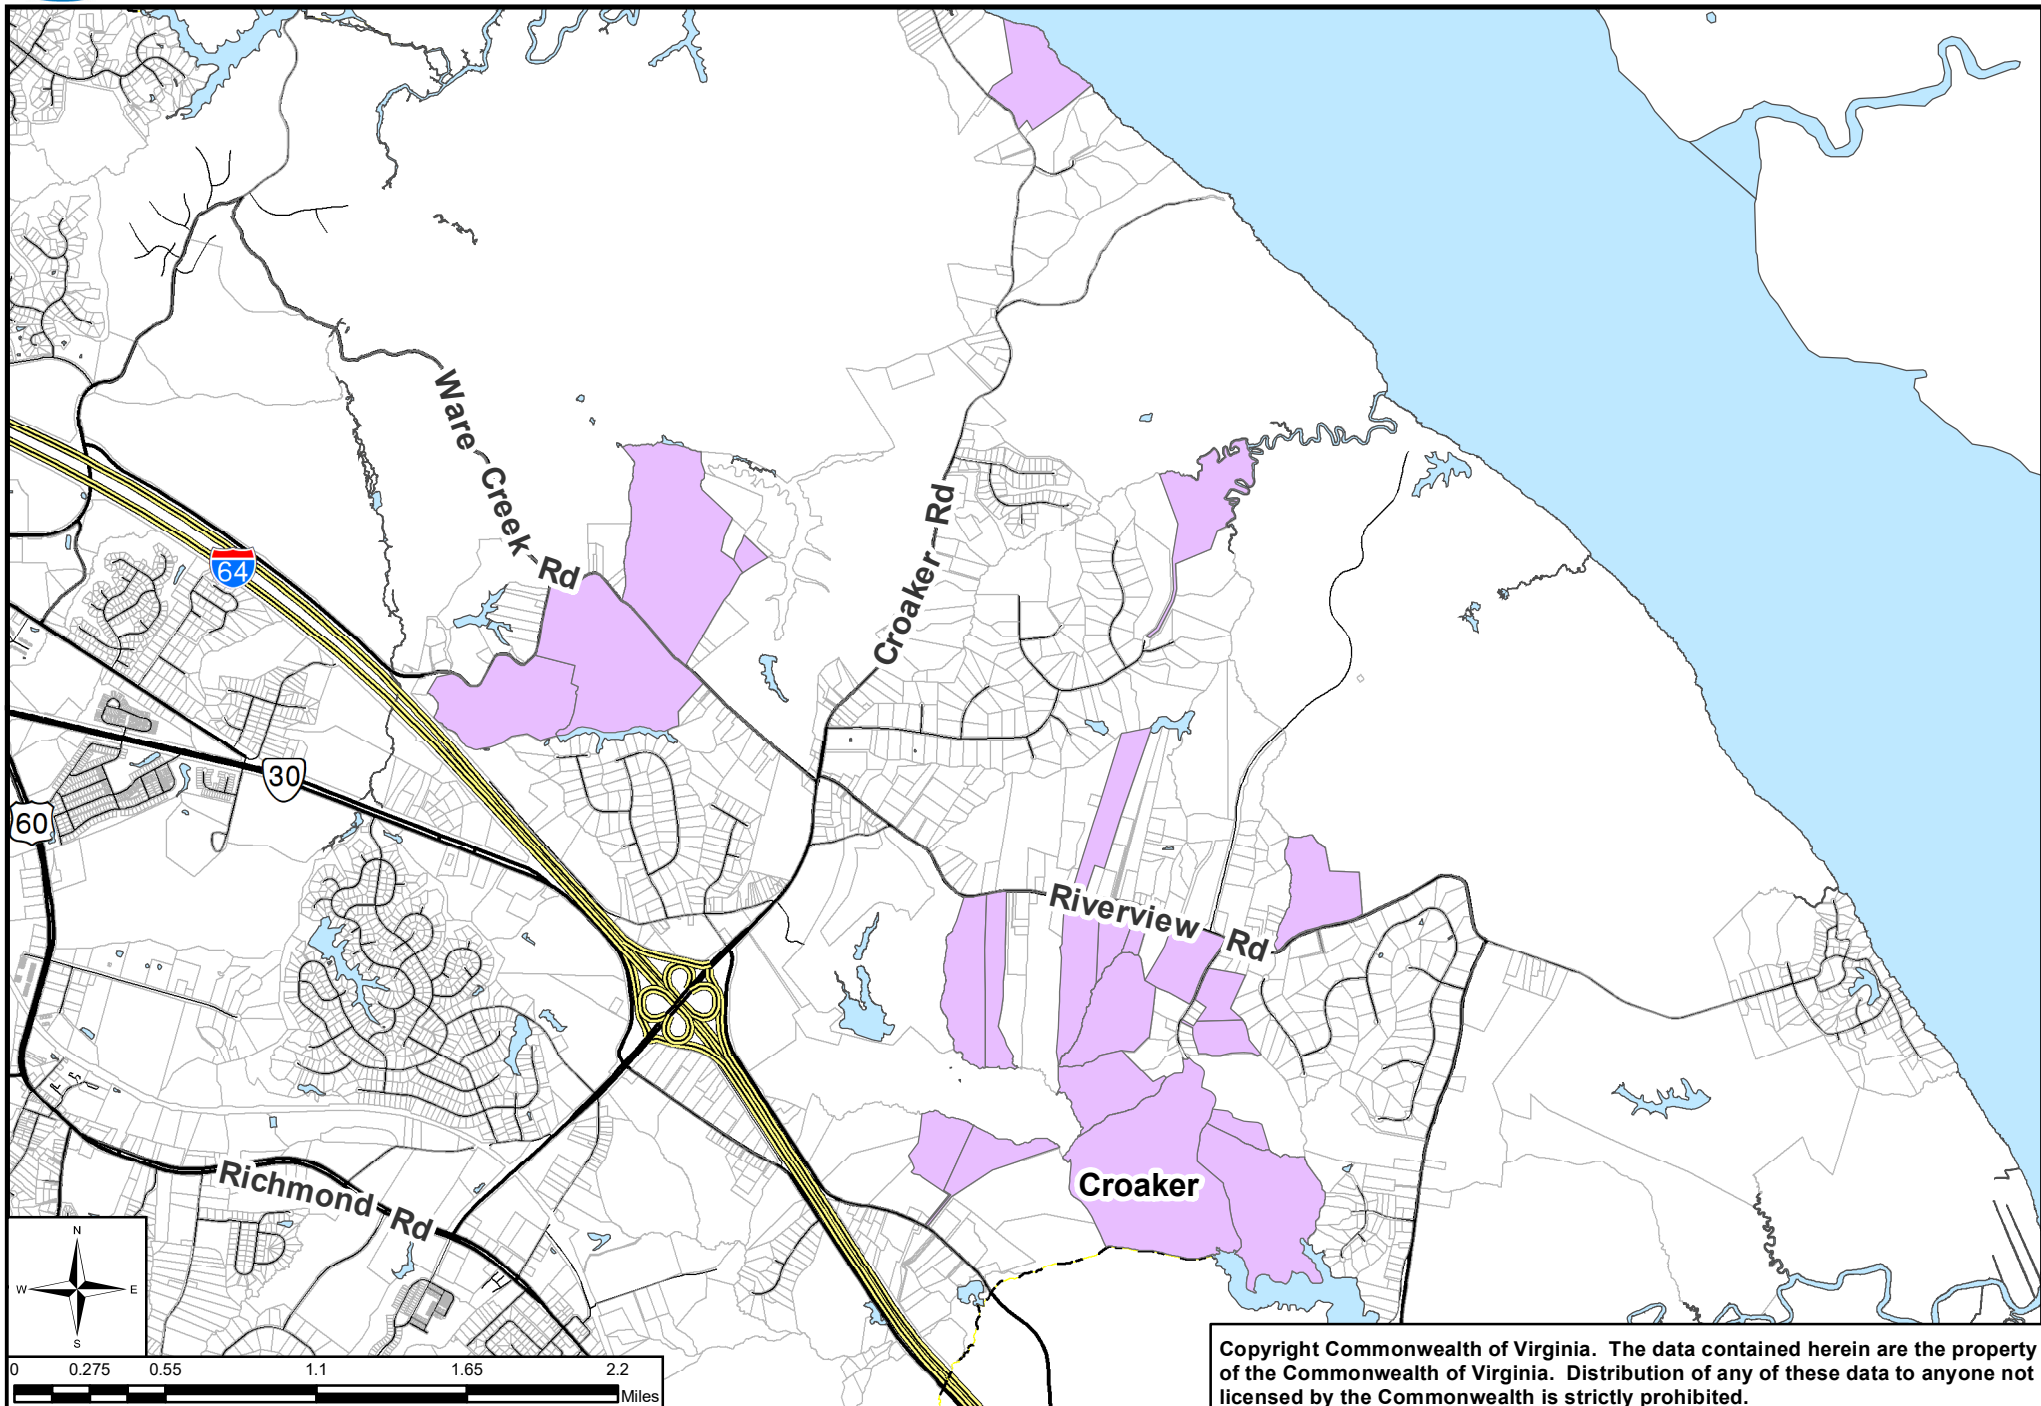 Ware Creek Rd
Croaker Rd
64
30
60
Riverview Rd
Croaker
Richmond Rd
N
W E
S
0 0.275 0.55 1.1 1.65 2.2
Miles
Copyright Commonwealth of Virginia. The data contained herein are the property
of the Commonwealth of Virginia. Distribution of any of these data to anyone not
licensed by the Commonwealth is strictly prohibited.